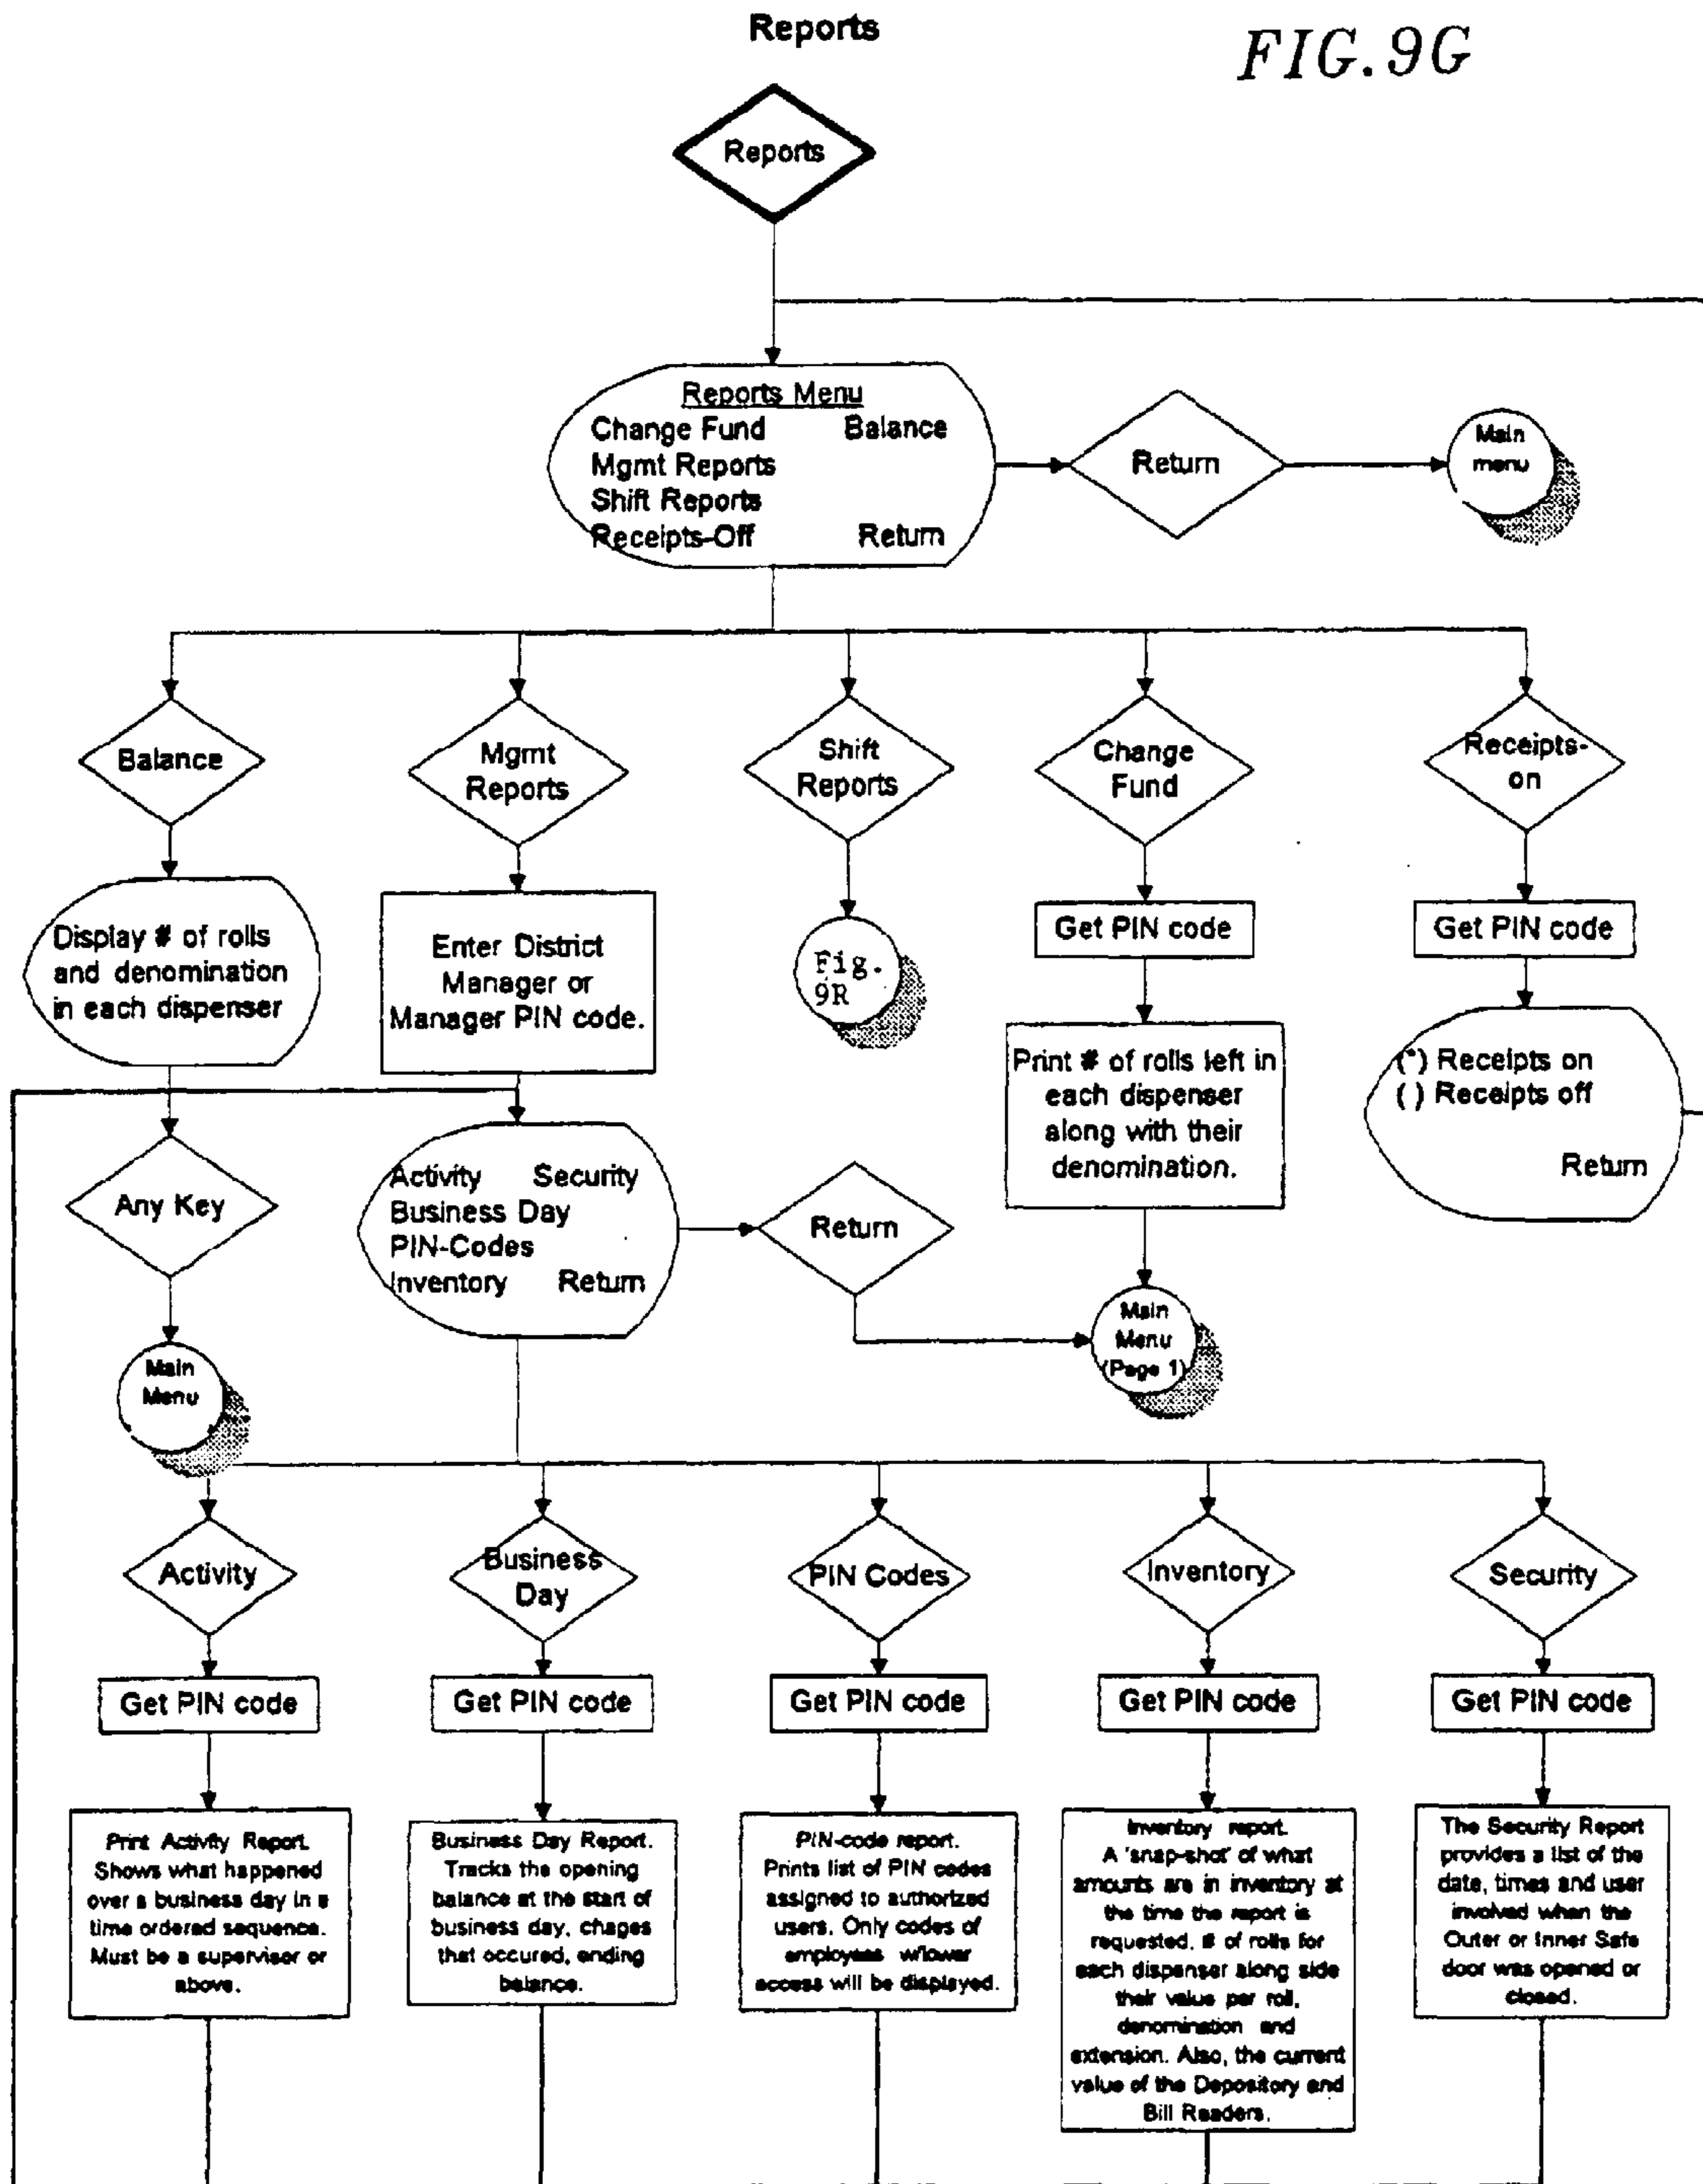 Reports
FIG. 9G
Reports
Reports Menu
Change Fund Balance
Mgmt Reports
Shift Reports
Receipts-Off Return
Return
Main
menu
Balance
Mgmt
Reports
Shift
Reports
Change
Fund
Receipts-
on
Display # of rolls
and denomination
in each dispenser
Enter District
Manager or
Manager PIN code.
Fig.
9R
Get PIN code
Get PIN code
Print # of rolls left in
each dispenser
along with their
denomination.
(*) Receipts on
( ) Receipts off
Return
Any Key
Activity Security
Business Day
PIN-Codes
Inventory Return
Return
Main
Menu
(Page 1)
Main
Menu
Activity
Business
Day
PIN Codes
Inventory
Security
Get PIN code
Get PIN code
Get PIN code
Get PIN code
Get PIN code
Print Activity Report.
Shows what happened
over a business day in a
time ordered sequence.
Must be a supervisor or
above.
Business Day Report.
Tracks the opening
balance at the start of
business day, chages
that occured, ending
balance.
PIN-code report.
Prints list of PIN codes
assigned to authorized
users. Only codes of
employees w/lower
access will be displayed.
Inventory report.
A 'snap-shot' of what
amounts are in inventory at
the time the report is
requested. # of rolls for
each dispenser along side
their value per roll,
denomination and
extension. Also, the current
value of the Depository and
Bill Readers.
The Security Report
provides a list of the
date, times and user
involved when the
Outer or Inner Safe
door was opened or
closed.